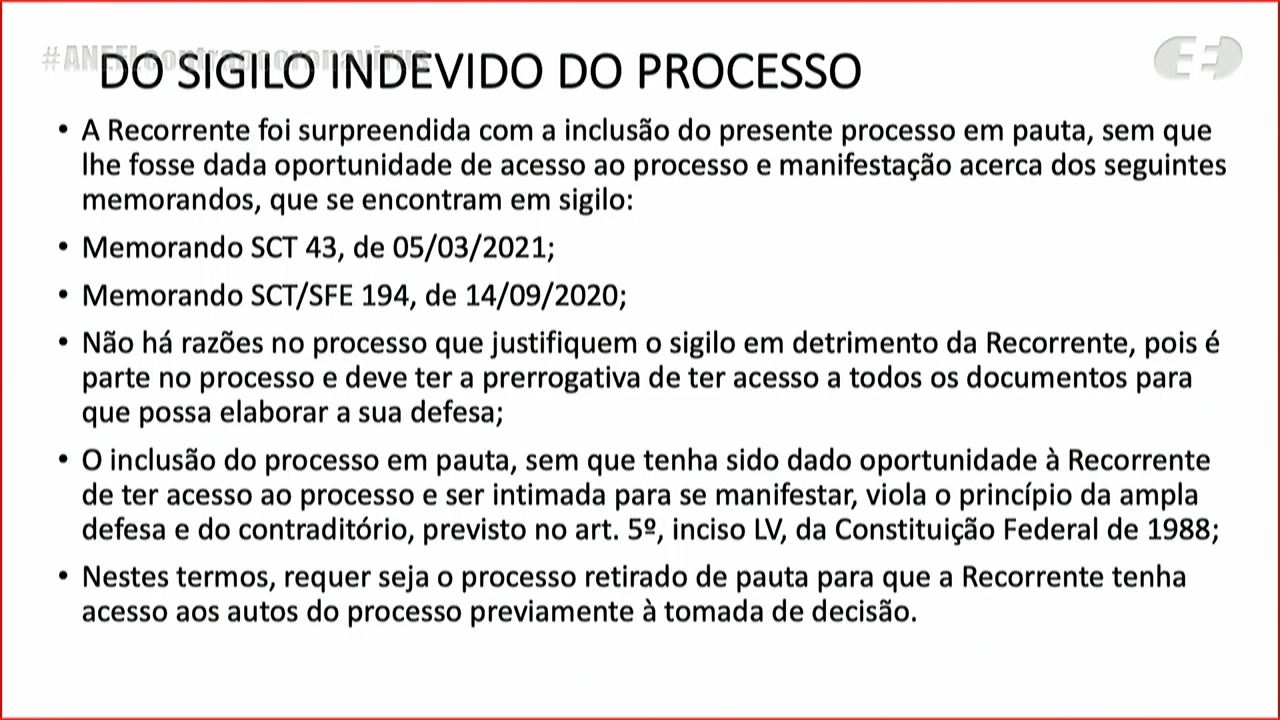 #ANEELcontraocoronavirus
DO SIGILO INDEVIDO DO PROCESSO
• A Recorrente foi surpreendida com a inclusão do presente processo em pauta, sem que
lhe fosse dada oportunidade de acesso ao processo e manifestação acerca dos seguintes
memorandos, que se encontram em sigilo:
• Memorando SCT 43, de 05/03/2021;
• Memorando SCT/SFE 194, de 14/09/2020;
• Não há razões no processo que justifiquem o sigilo em detrimento da Recorrente, pois é
parte no processo e deve ter a prerrogativa de ter acesso a todos os documentos para
que possa elaborar a sua defesa;
• O inclusão do processo em pauta, sem que tenha sido dado oportunidade à Recorrente
de ter acesso ao processo e ser intimada para se manifestar, viola o princípio da ampla
defesa e do contraditório, previsto no art. 5º, inciso LV, da Constituição Federal de 1988;
• Nestes termos, requer seja o processo retirado de pauta para que a Recorrente tenha
acesso aos autos do processo previamente à tomada de decisão.